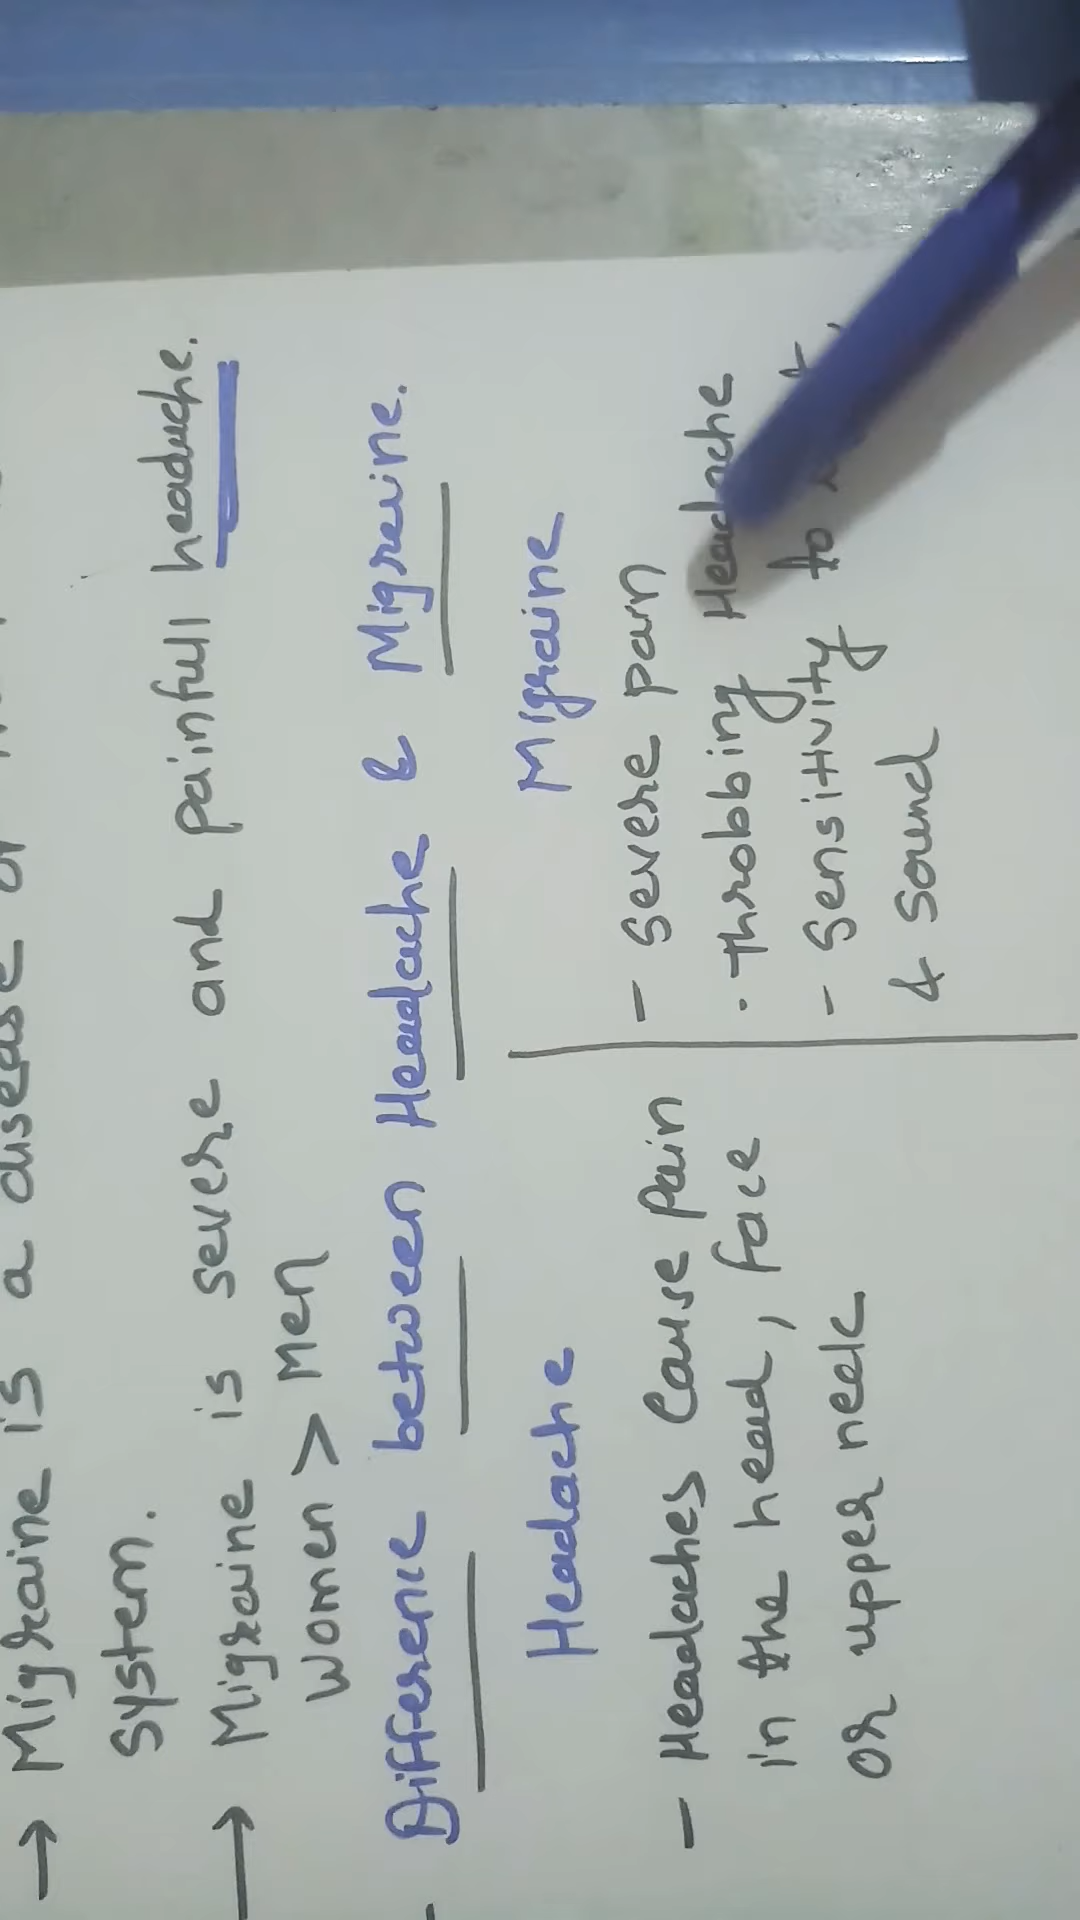 → Migraine is a disease of
system.
→ Migraine is severe and painfull headache.
women > Men
- Difference between Headache & Migraine.
Headache
- Headaches cause pain
in the head, face
or upper neck
Migraine
- severe pain
· throbbing Headache
- sensitivity to
& sound